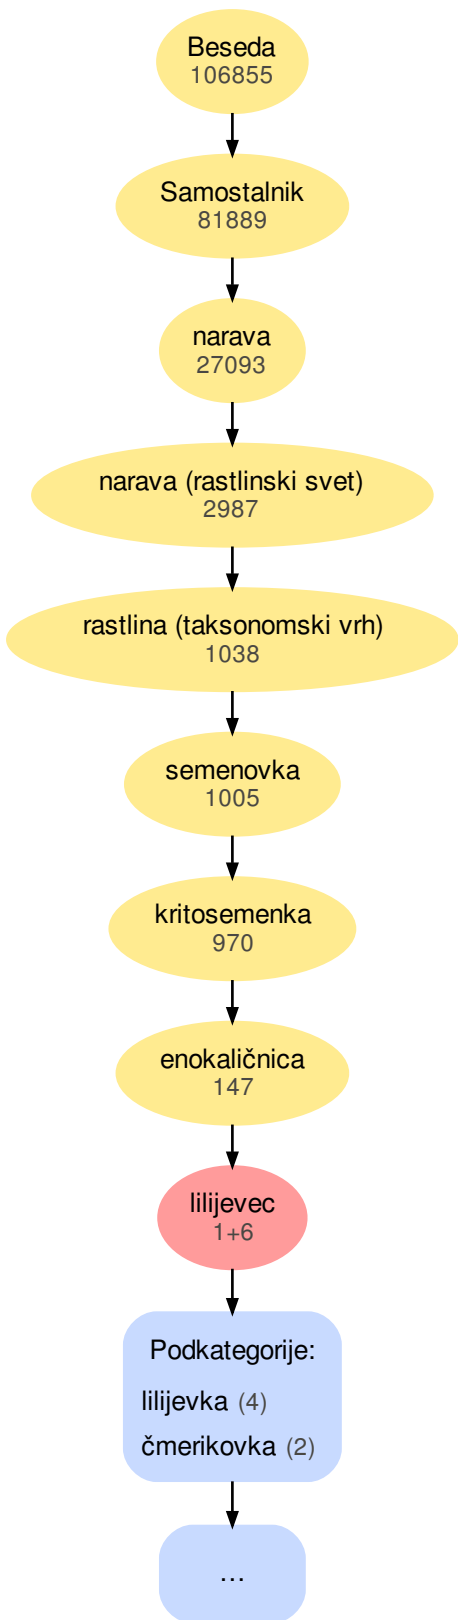 Beseda
106855
Samostalnik
81889
narava
27093
narava (rastlinski svet)
2987
rastlina (taksonomski vrh)
1038
semenovka
1005
kritosemenka
970
enokaličnica
147
lilijevec
1+6
Podkategorije:
lilijevka (4)
čmerikovka (2)
...